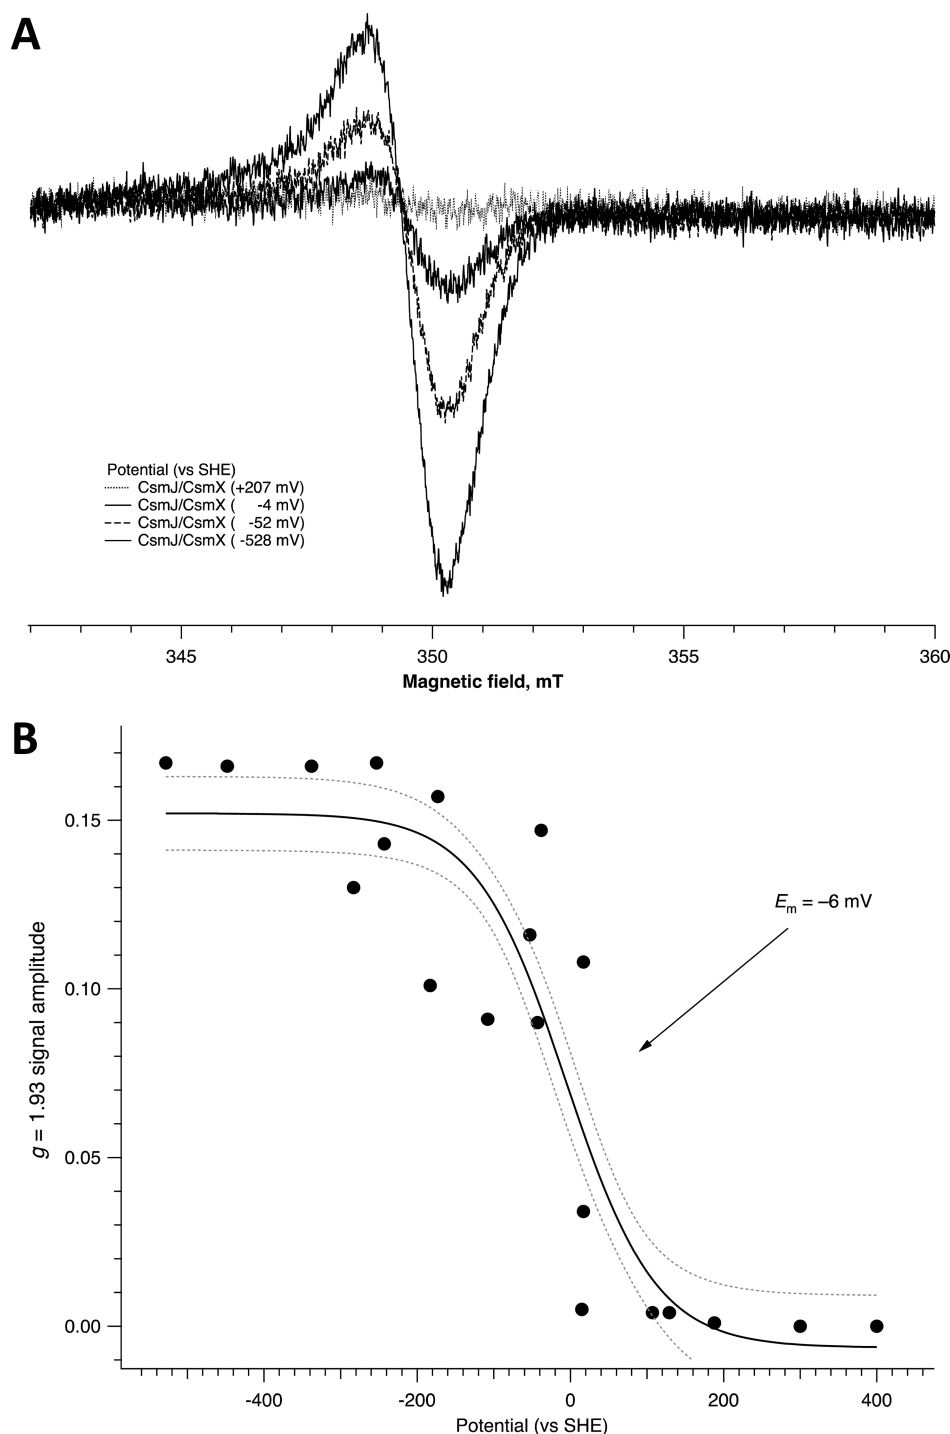 A
Potential (vs SHE)
CsmJ/CsmX (+207 mV)
CsmJ/CsmX ( -4 mV)
CsmJ/CsmX ( -52 mV)
CsmJ/CsmX ( -528 mV)
345 350 355 360
Magnetic field, mT
B
g = 1.93 signal amplitude
0.15
0.10
0.05
0.00
Em = –6 mV
-400 -200 0 200 400
Potential (vs SHE)